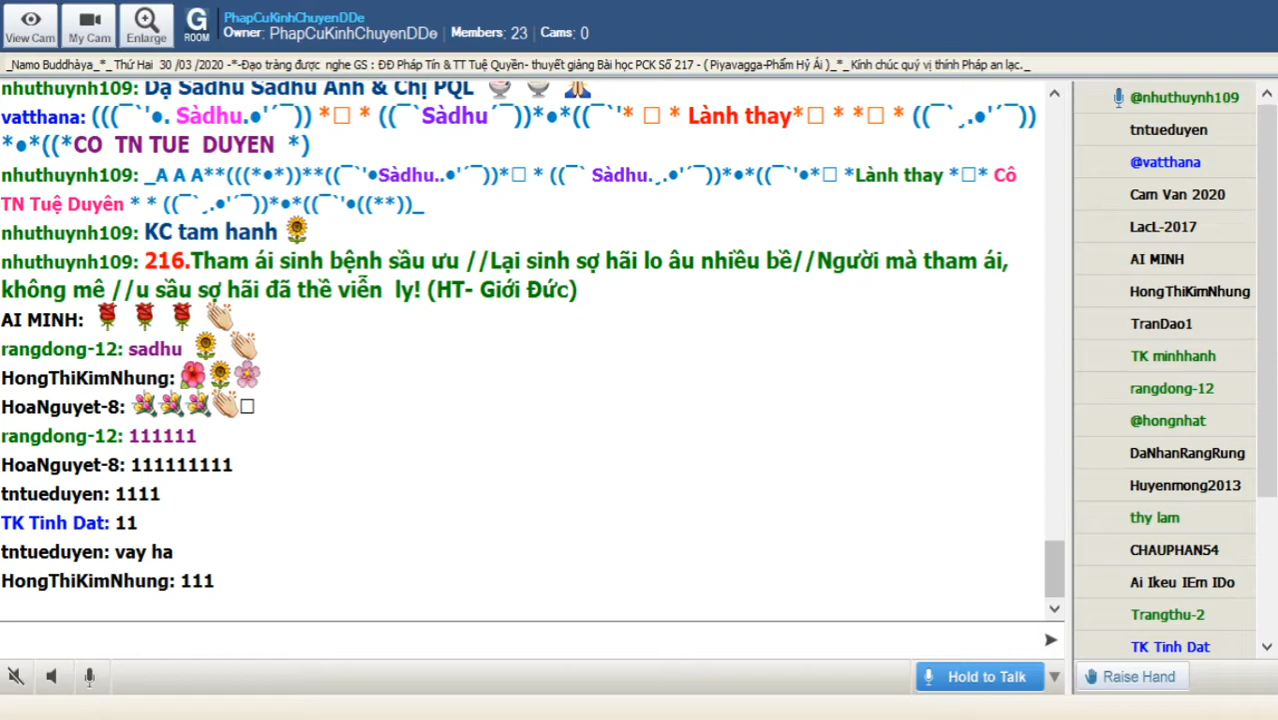 View Cam
My Cam
Enlarge
G
ROOM
PhapCuKinhChuyenDDe
Owner: PhapCuKinhChuyenDDe | Members: 23 | Cams: 0
_Namo Buddhàya_*_ Thứ Hai 30 /03 /2020 -*-Đạo tràng được nghe GS : ĐĐ Pháp Tín & TT Tuệ Quyền- thuyết giảng Bài học PCK Số 217 - ( Piyavagga-Phẩm Hỷ Ái )_*_ Kính chúc quý vị thính Pháp an lạc._
nhuthuynh109: Dạ Sàdhu Sàdhu Anh & Chị PQL
vatthana: (((¯`'●. Sàdhu.●'´¯)) *□ * ((¯`Sàdhu´¯))*●*((¯`'* □ * Lành thay*□ * *□ * ((¯`¸.●'´¯))
*●*((*CO TN TUE DUYEN *)
nhuthuynh109: _A A A**(((*●*))**((¯`'●Sàdhu..●'´¯))*□ * ((¯` Sàdhu.¸.●'´¯))*●*((¯`'●*□ *Lành thay *□* Cô
TN Tuệ Duyên * * ((¯`¸.●'´¯))*●*((¯`'●((**))_
nhuthuynh109: KC tam hanh
nhuthuynh109: 216.Tham ái sinh bệnh sầu ưu //Lại sinh sợ hãi lo âu nhiều bề//Người mà tham ái,
không mê //u sầu sợ hãi đã thề viễn ly! (HT- Giới Đức)
AI MINH:
rangdong-12: sadhu
HongThiKimNhung:
HoaNguyet-8: □
rangdong-12: 111111
HoaNguyet-8: 111111111
tntueduyen: 1111
TK Tinh Dat: 11
tntueduyen: vay ha
HongThiKimNhung: 111
@nhuthuynh109
tntueduyen
@vatthana
Cam Van 2020
LacL-2017
AI MINH
HongThiKimNhung
TranDao1
TK minhhanh
rangdong-12
@hongnhat
DaNhanRangRung
Huyenmong2013
thy lam
CHAUPHAN54
Ai Ikeu IEm IDo
Trangthu-2
TK Tinh Dat
Hold to Talk
Raise Hand